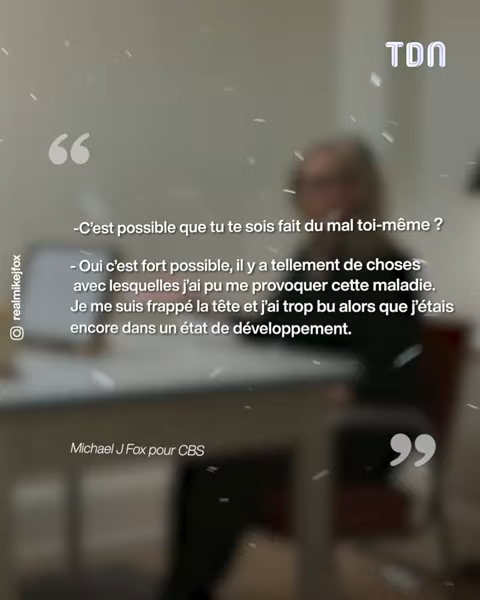 TDN
“
-C’est possible que tu te sois fait du mal toi-même ?
- Oui c’est fort possible, il y a tellement de choses
avec lesquelles j’ai pu me provoquer cette maladie.
Je me suis frappé la tête et j’ai trop bu alors que j’étais
encore dans un état de développement.
realmikejfox
Michael J Fox pour CBS
”